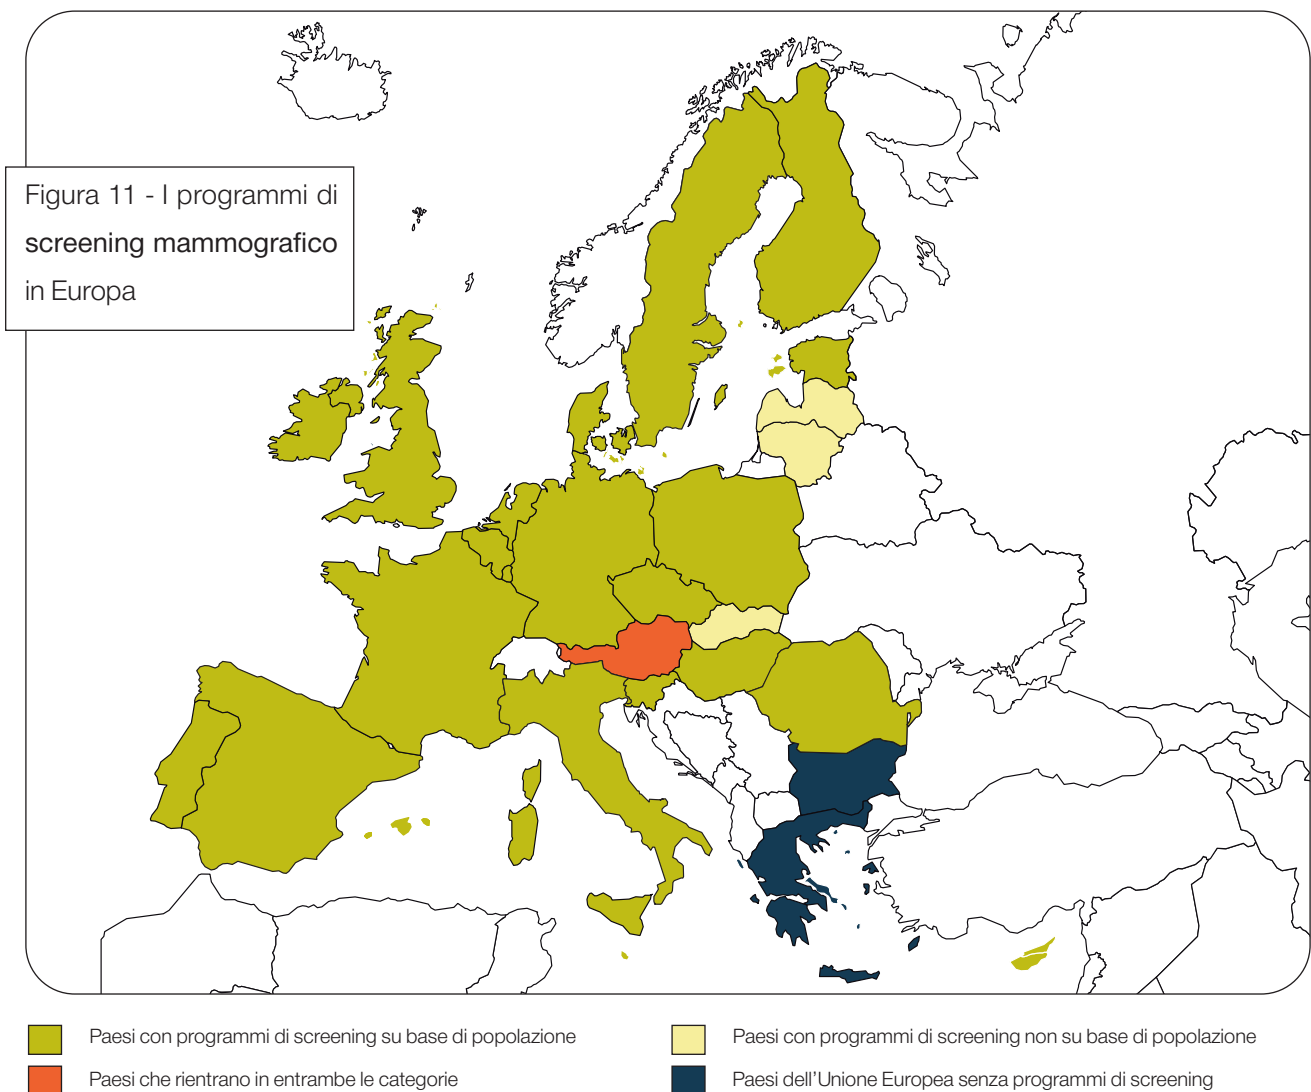 Figura 11 - I programmi di
screening mammografico
in Europa
Paesi con programmi di screening su base di popolazione
Paesi con programmi di screening non su base di popolazione
Paesi che rientrano in entrambe le categorie
Paesi dell'Unione Europea senza programmi di screening